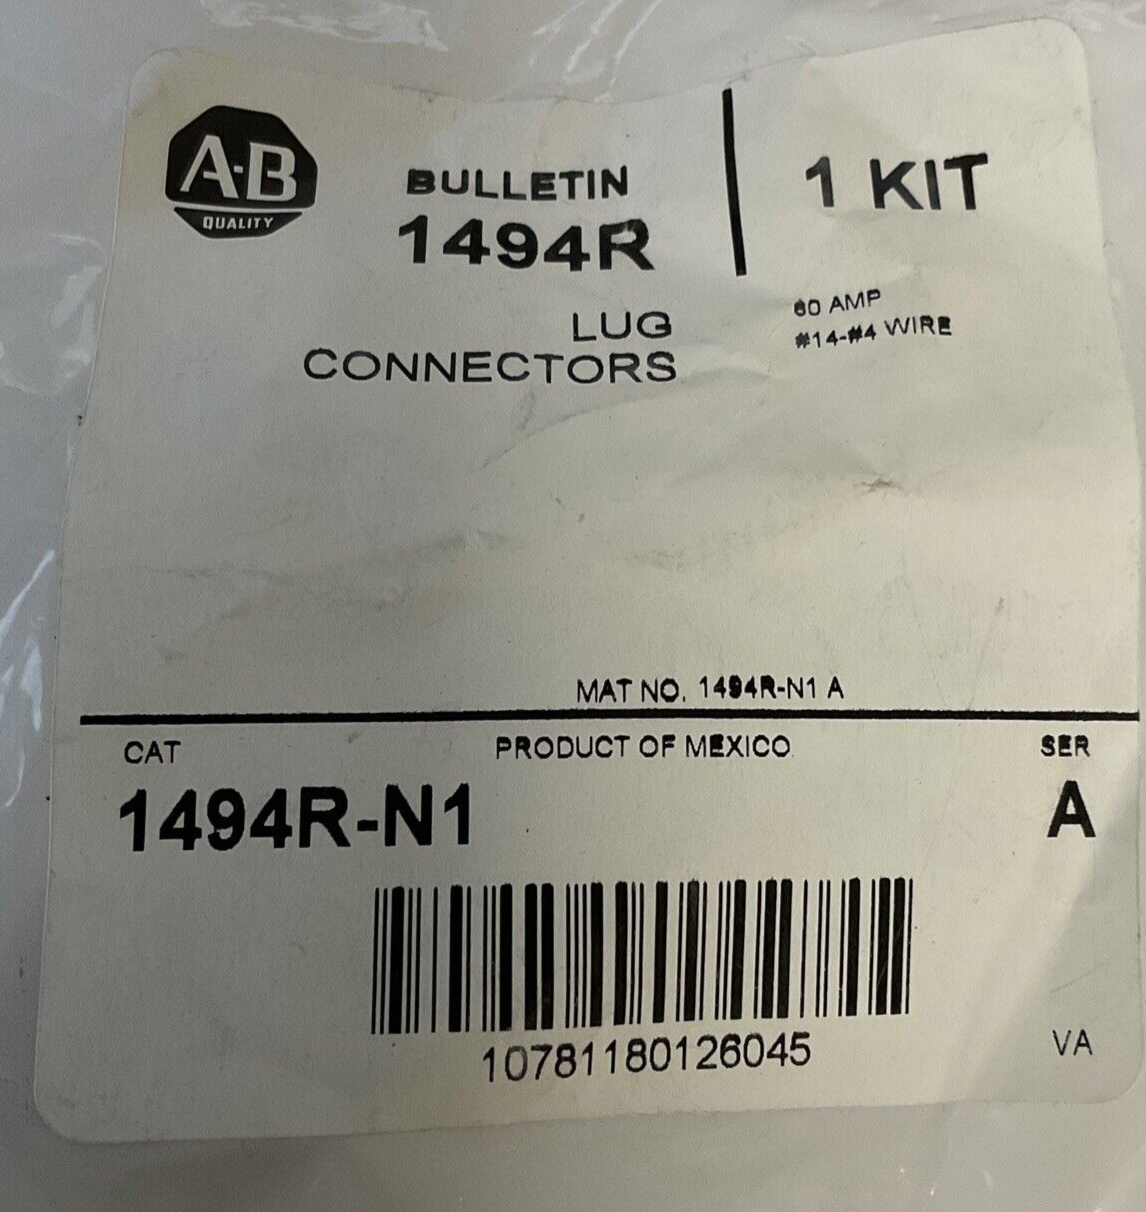 A-B
QUALITY
BULLETIN
1494R
1 KIT
LUG
CONNECTORS
60 AMP
#14-#4 WIRE
MAT NO. 1494R-N1 A
CAT
PRODUCT OF MEXICO
SER
1494R-N1
A
10781180126045
VA